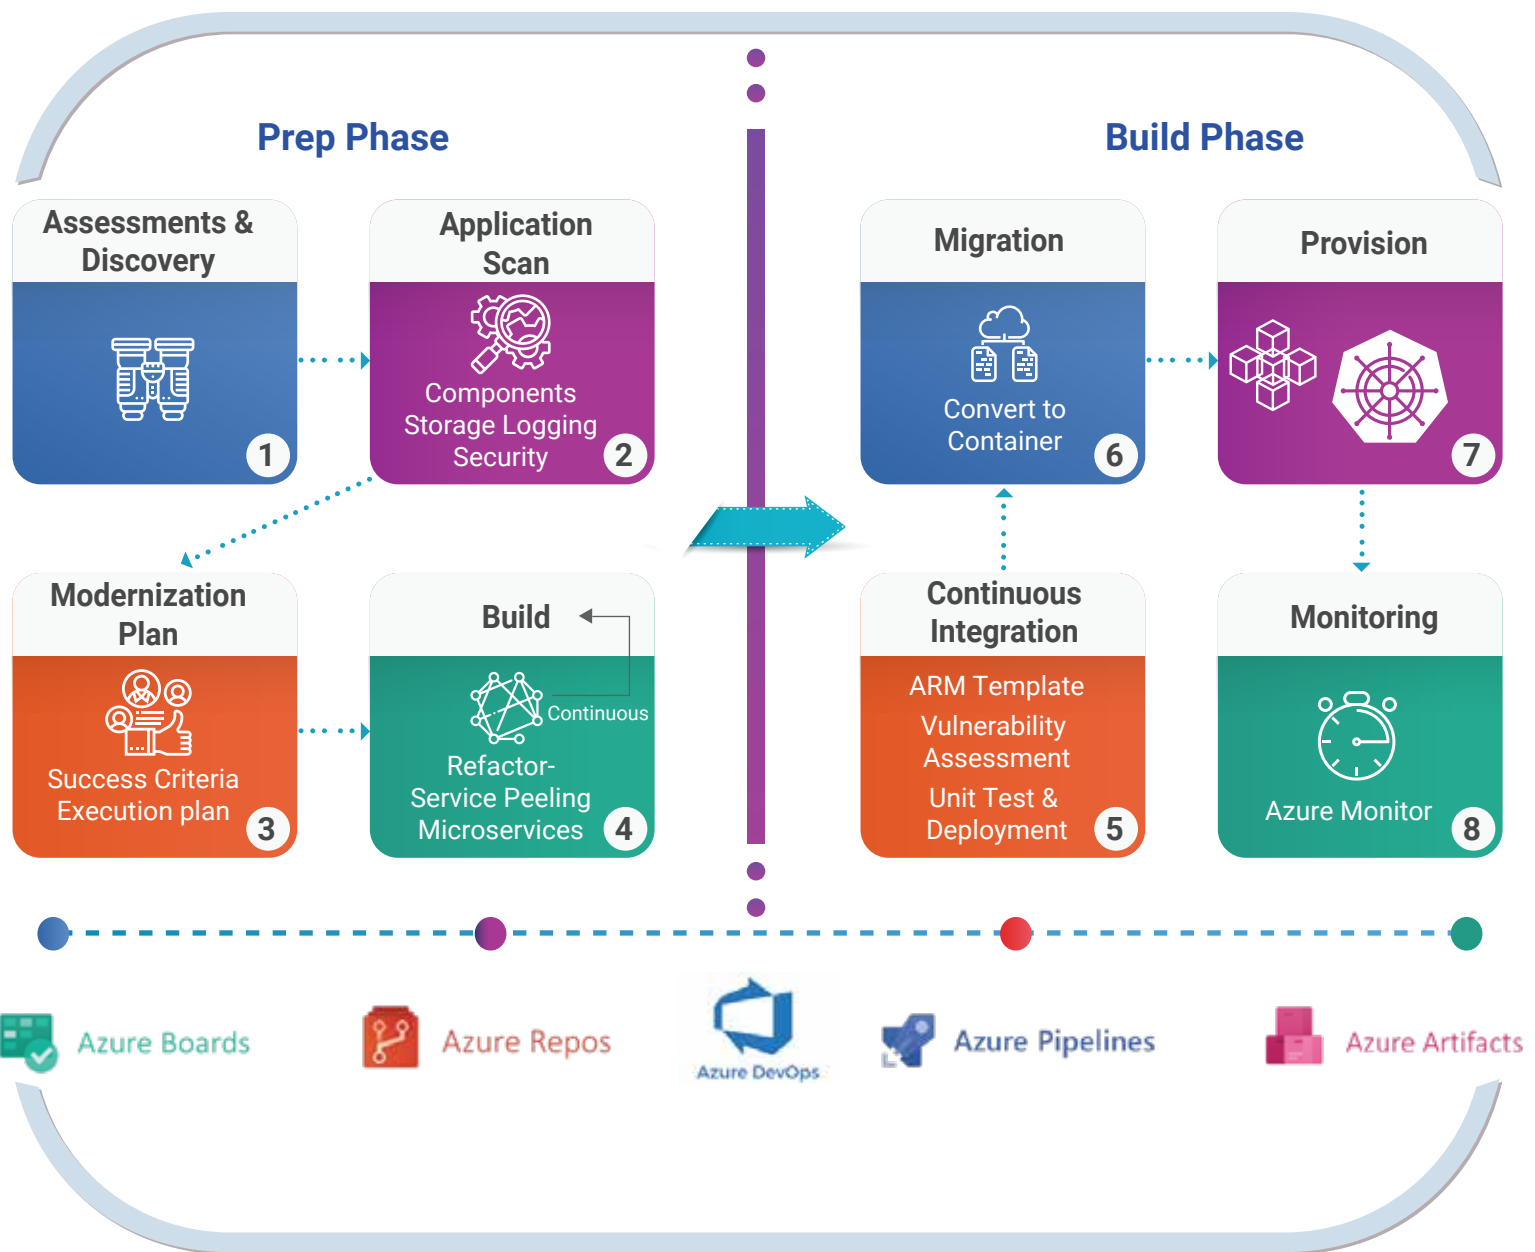 Prep Phase
Build Phase
Assessments &
Discovery
1
Application
Scan
Components
Storage Logging
Security
2
Modernization
Plan
Success Criteria
Execution plan
3
Build
Continuous
Refactor-
Service Peeling
Microservices
4
Continuous
Integration
ARM Template
Vulnerability
Assessment
Unit Test &
Deployment
5
Migration
Convert to
Container
6
Provision
7
Monitoring
Azure Monitor
8
Azure Boards
Azure Repos
Azure DevOps
Azure Pipelines
Azure Artifacts